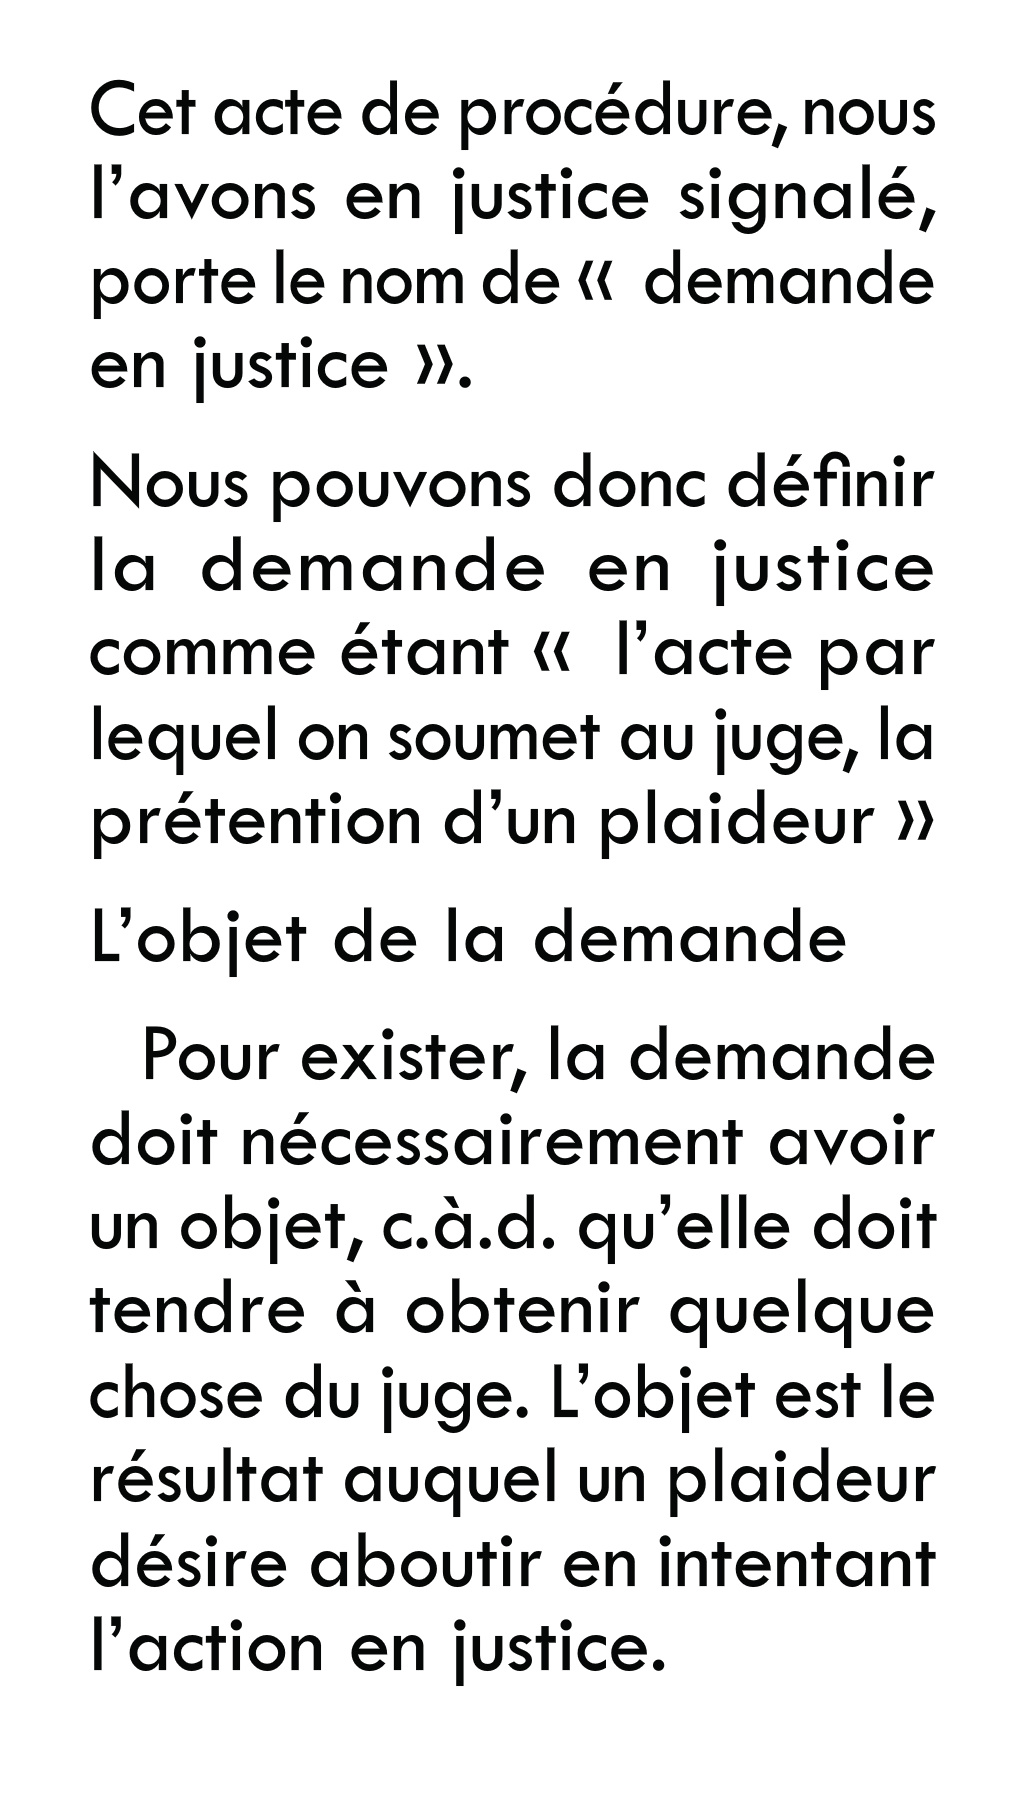 Cet acte de procédure, nous
l’avons en justice signalé,
porte le nom de « demande
en justice ».
Nous pouvons donc définir
la demande en justice
comme étant « l’acte par
lequel on soumet au juge, la
prétention d’un plaideur »
L’objet de la demande
Pour exister, la demande
doit nécessairement avoir
un objet, c.à.d. qu’elle doit
tendre à obtenir quelque
chose du juge. L’objet est le
résultat auquel un plaideur
désire aboutir en intentant
l’action en justice.